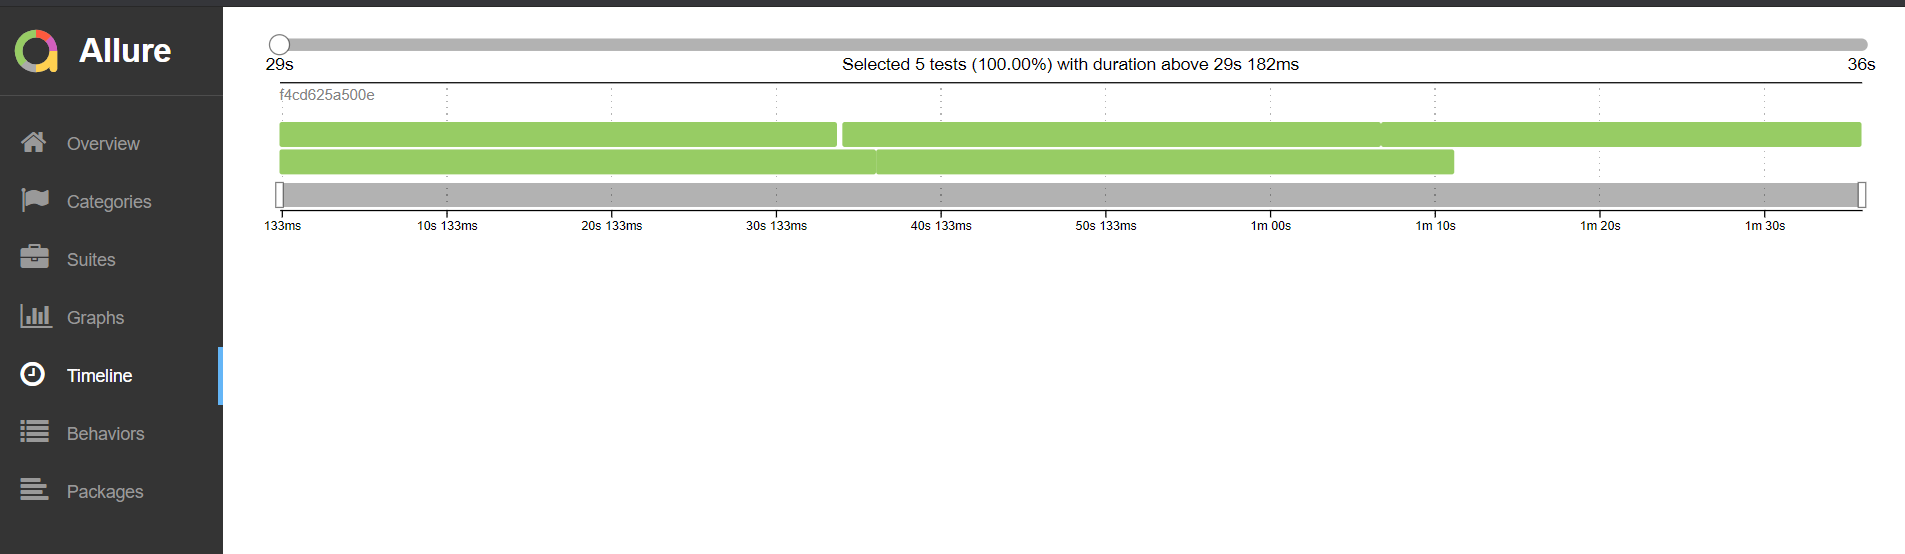 Allure
Overview
Categories
Suites
Graphs
Timeline
Behaviors
Packages
29s
Selected 5 tests (100.00%) with duration above 29s 182ms
36s
f4cd625a500e
133ms 10s 133ms 20s 133ms 30s 133ms 40s 133ms 50s 133ms 1m 00s 1m 10s 1m 20s 1m 30s